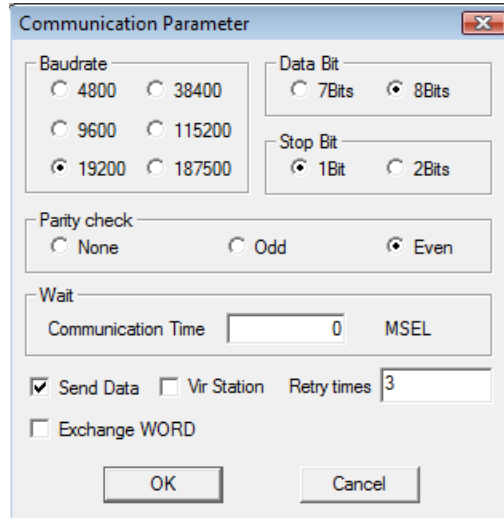 Communication Parameter
Baudrate
4800 38400
9600 115200
19200 187500
Data Bit
7Bits 8Bits
Stop Bit
1Bit 2Bits
Parity check
None Odd Even
Wait
Communication Time 0 MSEL
Send Data Vir Station Retry times 3
Exchange WORD
OK Cancel